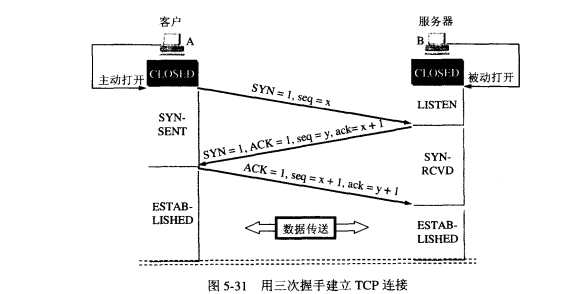 客户
服务器
A
B
主动打开
CLOSED
CLOSED
被动打开
SYN = 1, seq = x
LISTEN
SYN-
SENT
SYN = 1, ACK = 1, seq = y, ack= x + 1
SYN-
RCVD
ACK = 1, seq = x + 1, ack = y + 1
ESTAB-
LISHED
数据传送
ESTAB-
LISHED
图 5-31 用三次握手建立 TCP 连接